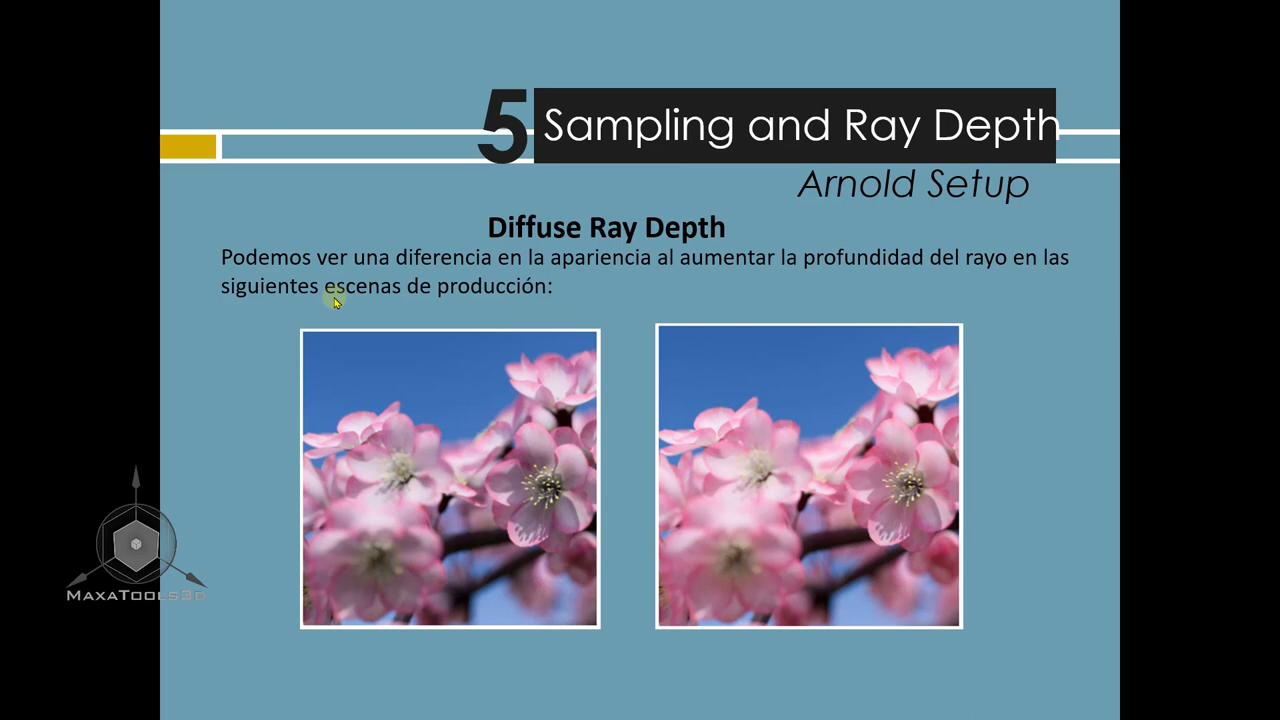 5 Sampling and Ray Depth
Arnold Setup
Diffuse Ray Depth
Podemos ver una diferencia en la apariencia al aumentar la profundidad del rayo en las
siguientes escenas de producción:
MaxaTools3d